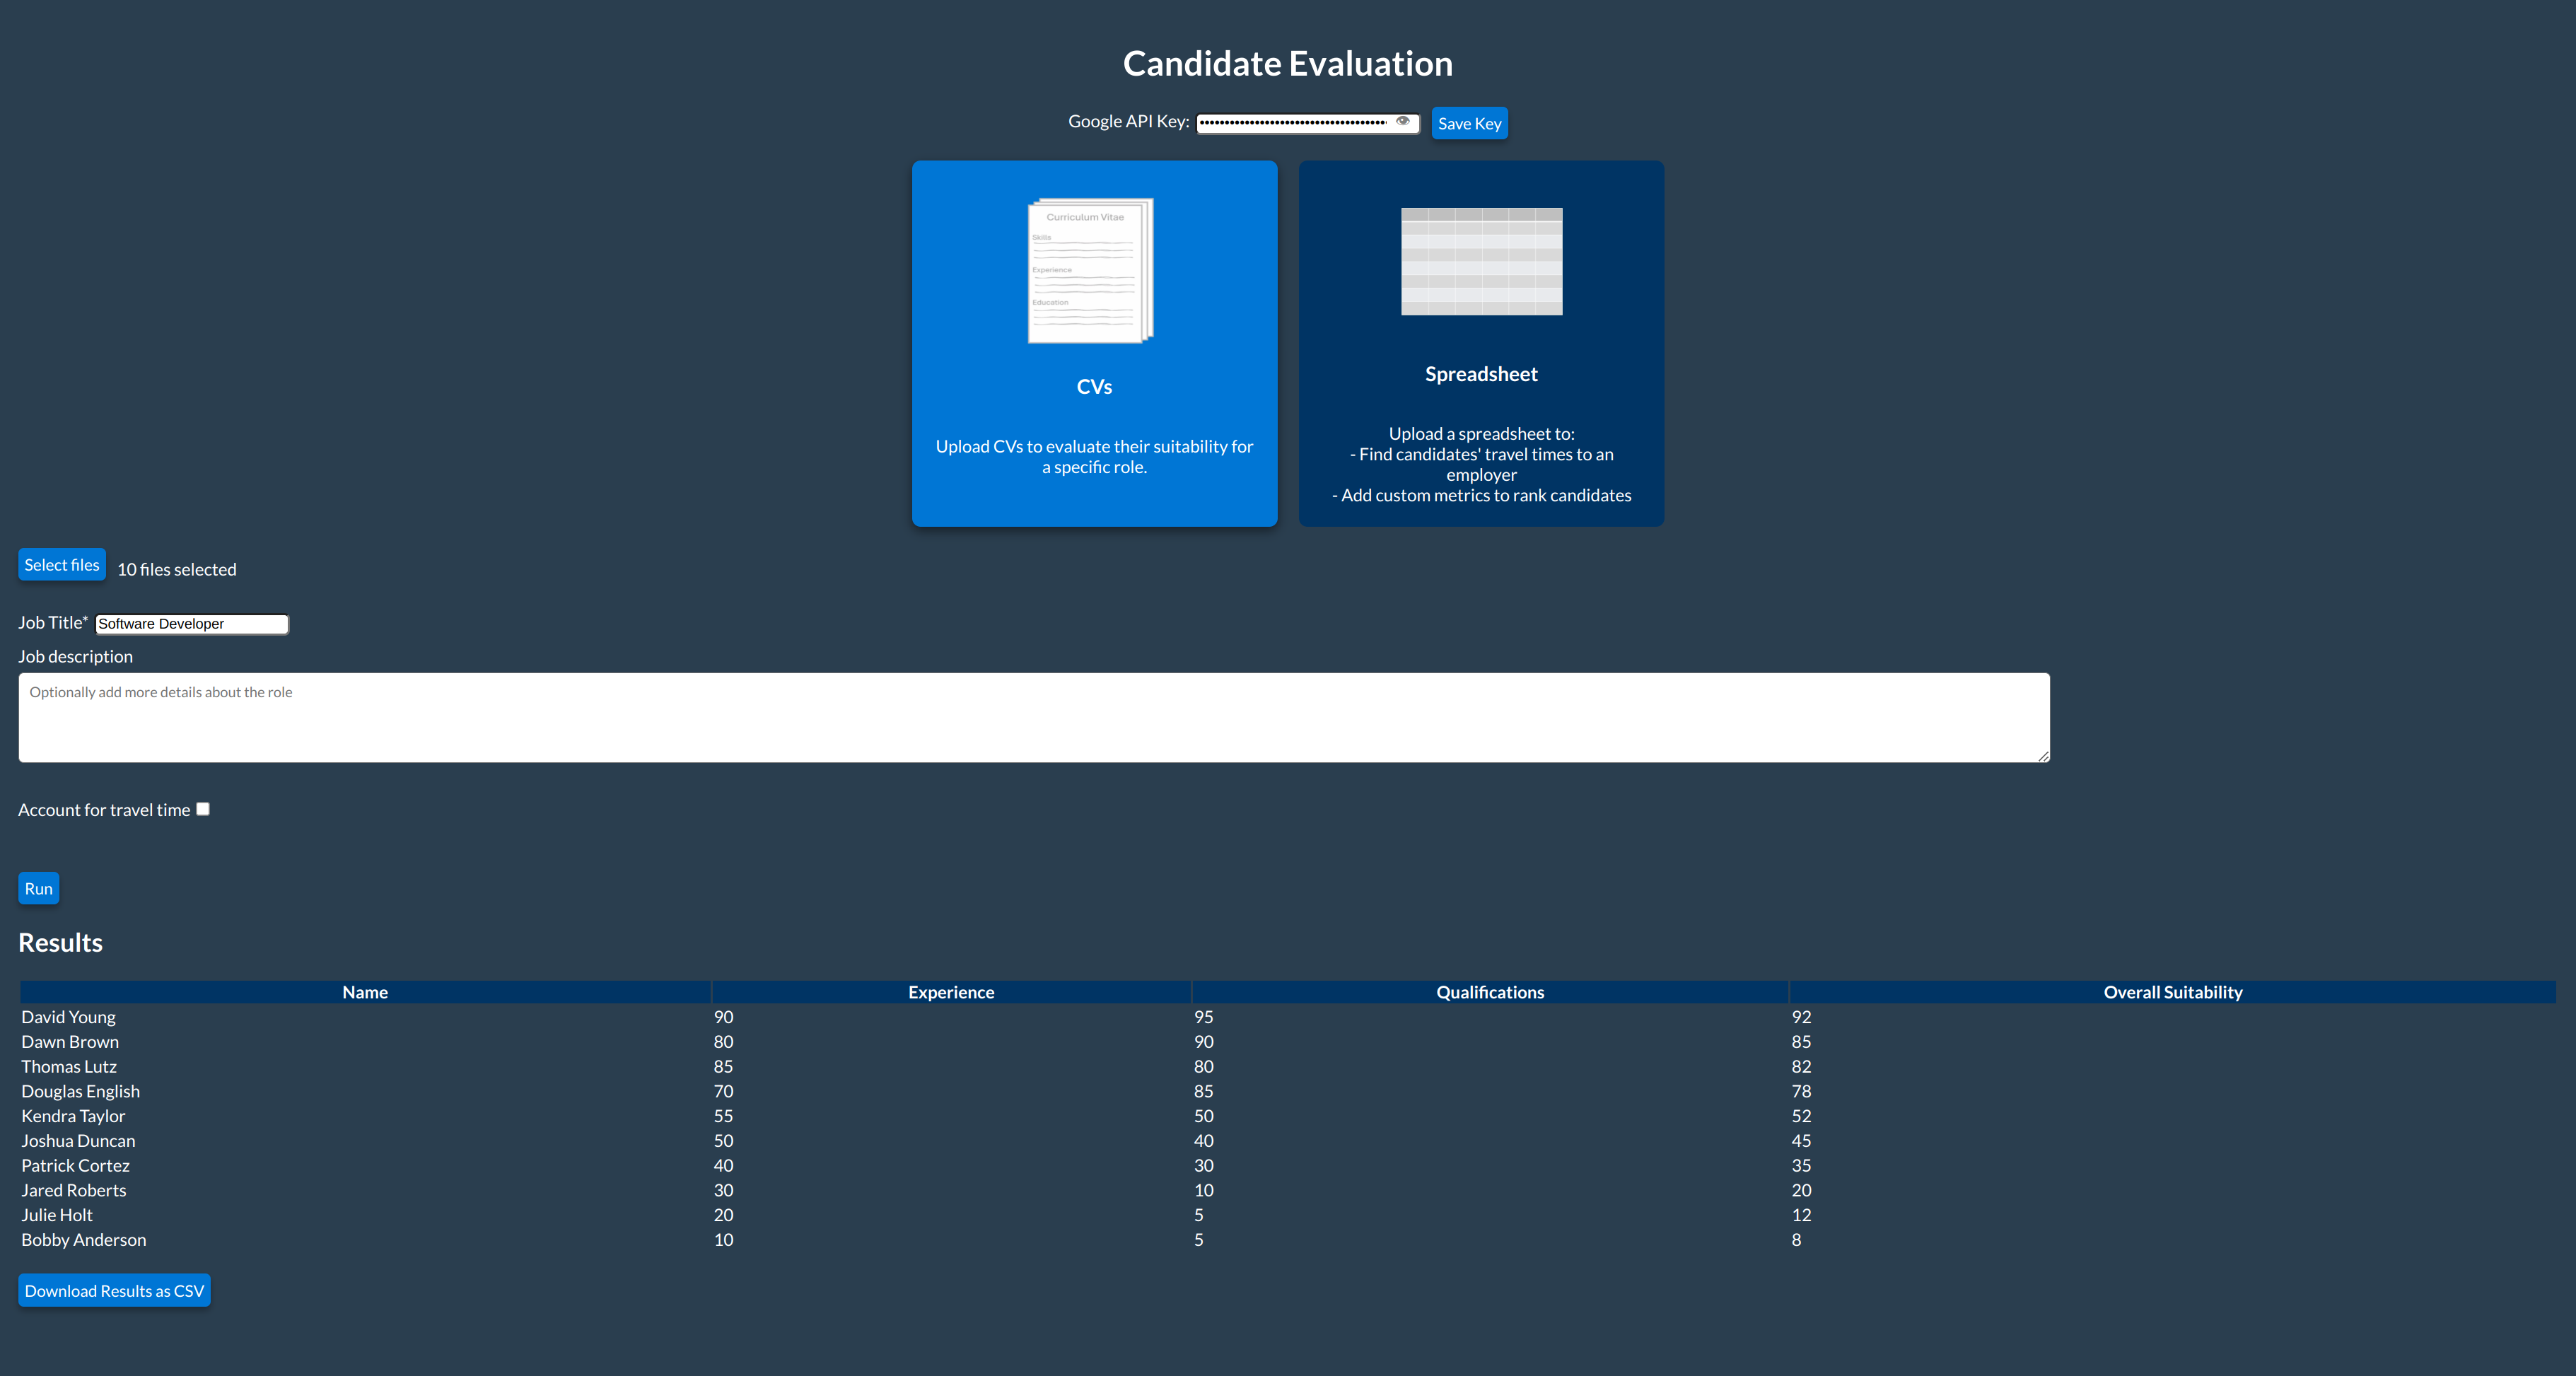 Candidate Evaluation
Google API Key: Save Key
Curriculum Vitae
Skills
Experience
Education
CVs
Upload CVs to evaluate their suitability for
a specific role.
Spreadsheet
Upload a spreadsheet to:
- Find candidates' travel times to an
employer
- Add custom metrics to rank candidates
Select files 10 files selected
Job Title* Software Developer
Job description
Optionally add more details about the role
Account for travel time
Run
Results
Name Experience Qualifications Overall Suitability
David Young 90 95 92
Dawn Brown 80 90 85
Thomas Lutz 85 80 82
Douglas English 70 85 78
Kendra Taylor 55 50 52
Joshua Duncan 50 40 45
Patrick Cortez 40 30 35
Jared Roberts 30 10 20
Julie Holt 20 5 12
Bobby Anderson 10 5 8
Download Results as CSV